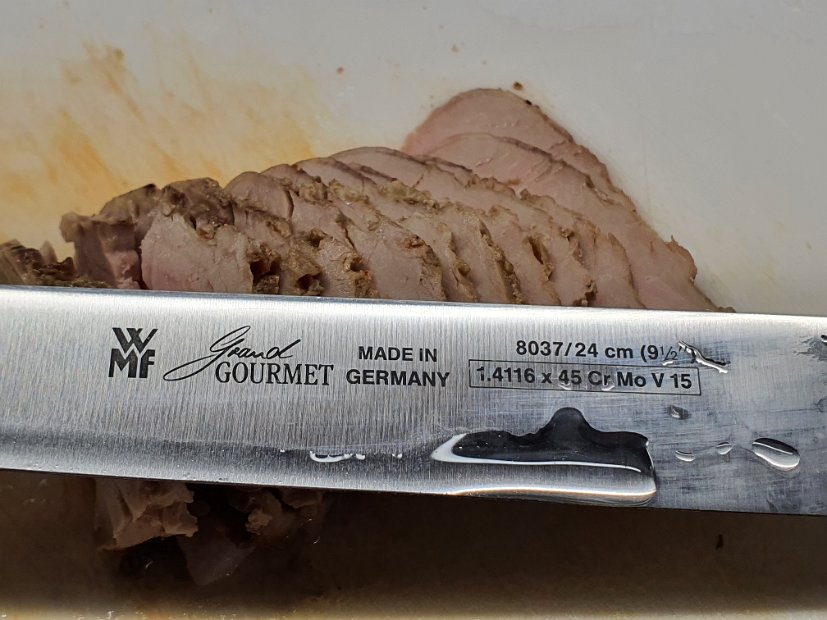 WMF
Grand
GOURMET
MADE IN
GERMANY
8037/24 cm (9½")
1.4116 x 45 Cr Mo V 15